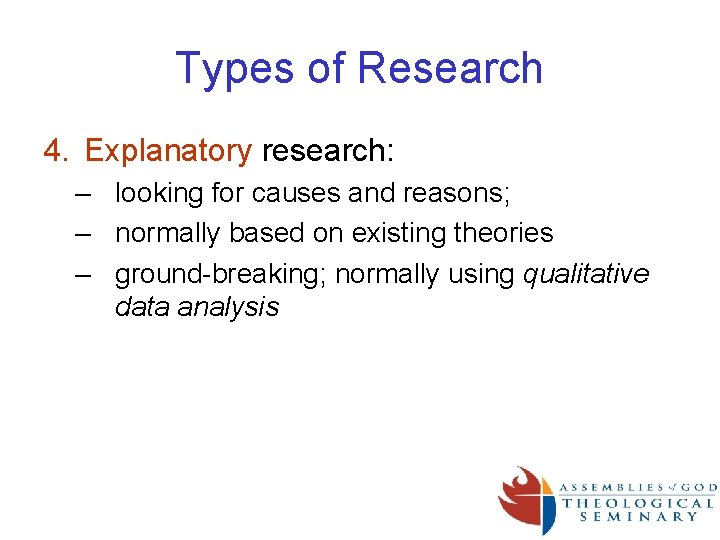 Types of Research
4. Explanatory research:
– looking for causes and reasons;
– normally based on existing theories
– ground-breaking; normally using qualitative
data analysis
ASSEMBLIES of GOD
THEOLOGICAL
SEMINARY